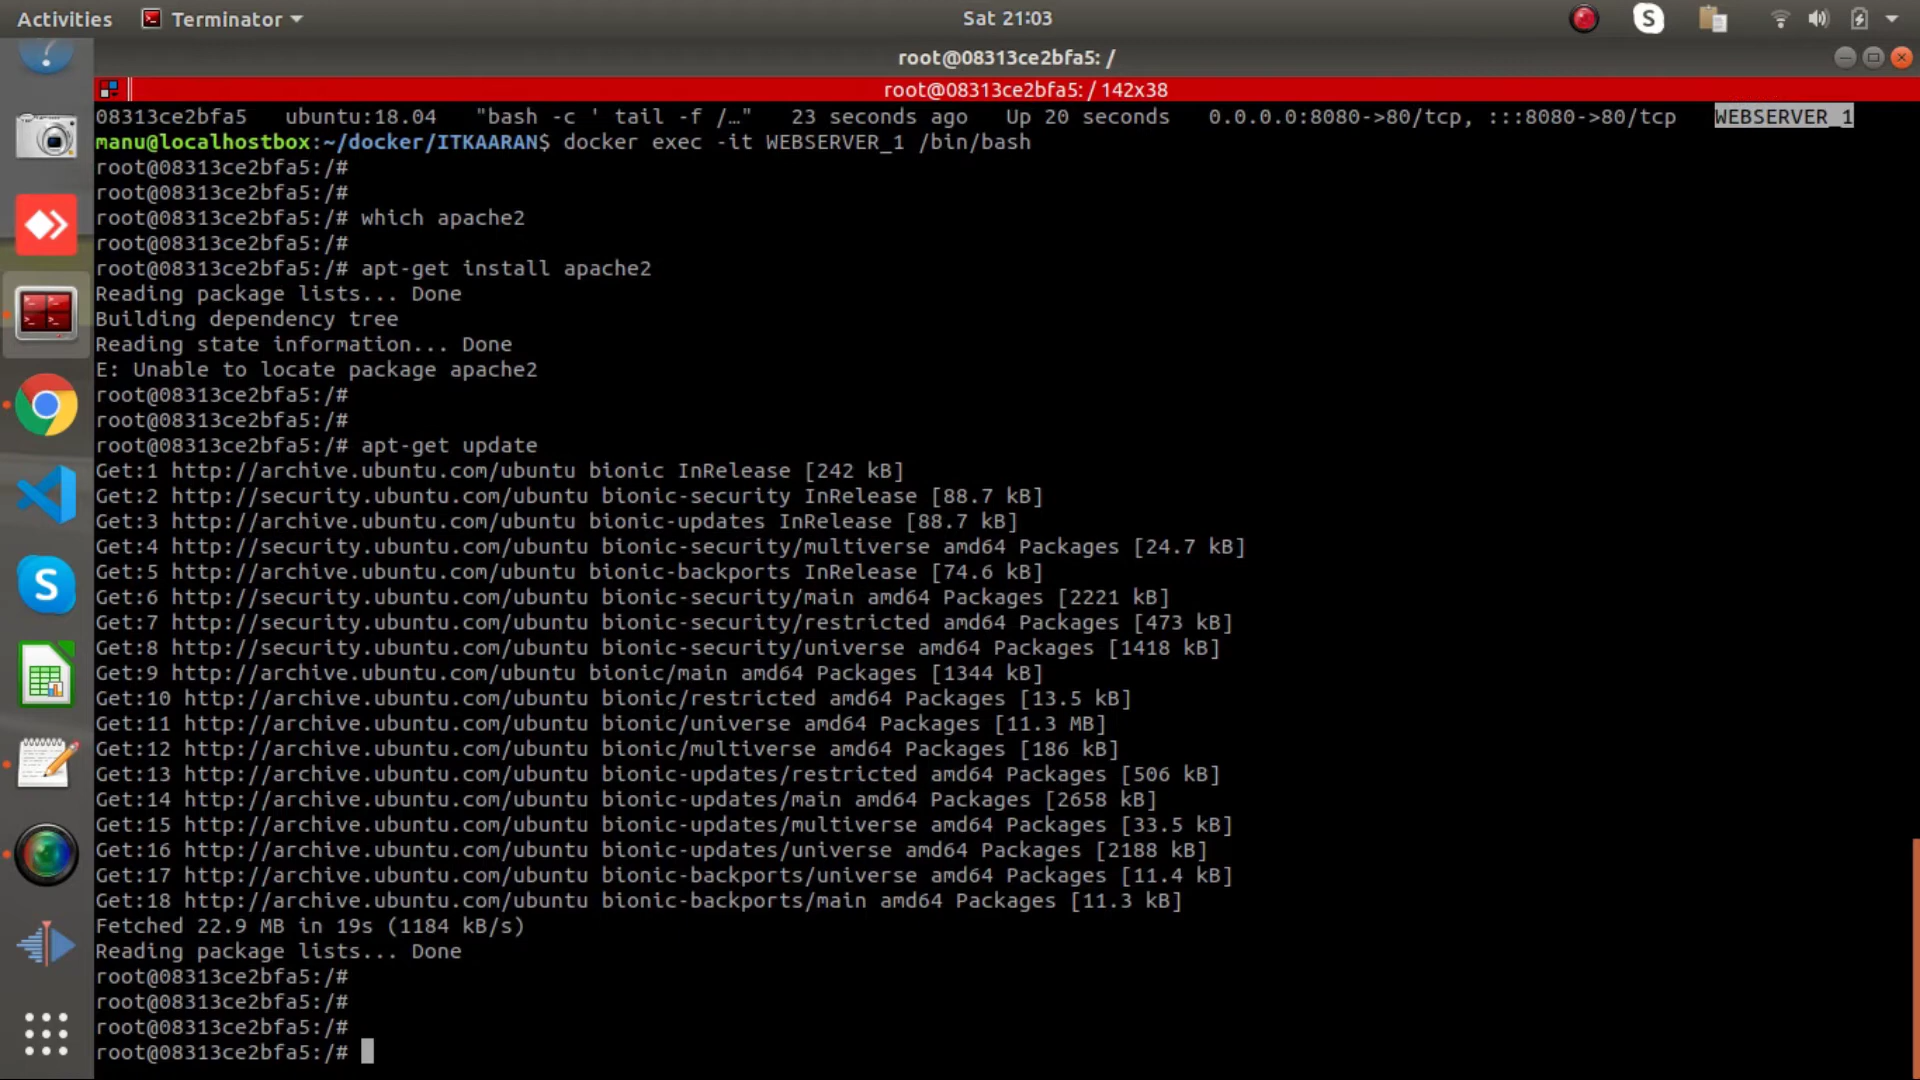 Activities Terminator Sat 21:03
root@08313ce2bfa5: /
root@08313ce2bfa5: / 142x38
08313ce2bfa5 ubuntu:18.04 "bash -c ' tail -f /…" 23 seconds ago Up 20 seconds 0.0.0.0:8080->80/tcp, :::8080->80/tcp WEBSERVER_1
manu@localhostbox:~/docker/ITKAARAN$ docker exec -it WEBSERVER_1 /bin/bash
root@08313ce2bfa5:/#
root@08313ce2bfa5:/#
root@08313ce2bfa5:/# which apache2
root@08313ce2bfa5:/#
root@08313ce2bfa5:/# apt-get install apache2
Reading package lists... Done
Building dependency tree
Reading state information... Done
E: Unable to locate package apache2
root@08313ce2bfa5:/#
root@08313ce2bfa5:/#
root@08313ce2bfa5:/# apt-get update
Get:1 http://archive.ubuntu.com/ubuntu bionic InRelease [242 kB]
Get:2 http://security.ubuntu.com/ubuntu bionic-security InRelease [88.7 kB]
Get:3 http://archive.ubuntu.com/ubuntu bionic-updates InRelease [88.7 kB]
Get:4 http://security.ubuntu.com/ubuntu bionic-security/multiverse amd64 Packages [24.7 kB]
Get:5 http://archive.ubuntu.com/ubuntu bionic-backports InRelease [74.6 kB]
Get:6 http://security.ubuntu.com/ubuntu bionic-security/main amd64 Packages [2221 kB]
Get:7 http://security.ubuntu.com/ubuntu bionic-security/restricted amd64 Packages [473 kB]
Get:8 http://security.ubuntu.com/ubuntu bionic-security/universe amd64 Packages [1418 kB]
Get:9 http://archive.ubuntu.com/ubuntu bionic/main amd64 Packages [1344 kB]
Get:10 http://archive.ubuntu.com/ubuntu bionic/restricted amd64 Packages [13.5 kB]
Get:11 http://archive.ubuntu.com/ubuntu bionic/universe amd64 Packages [11.3 MB]
Get:12 http://archive.ubuntu.com/ubuntu bionic/multiverse amd64 Packages [186 kB]
Get:13 http://archive.ubuntu.com/ubuntu bionic-updates/restricted amd64 Packages [506 kB]
Get:14 http://archive.ubuntu.com/ubuntu bionic-updates/main amd64 Packages [2658 kB]
Get:15 http://archive.ubuntu.com/ubuntu bionic-updates/multiverse amd64 Packages [33.5 kB]
Get:16 http://archive.ubuntu.com/ubuntu bionic-updates/universe amd64 Packages [2188 kB]
Get:17 http://archive.ubuntu.com/ubuntu bionic-backports/universe amd64 Packages [11.4 kB]
Get:18 http://archive.ubuntu.com/ubuntu bionic-backports/main amd64 Packages [11.3 kB]
Fetched 22.9 MB in 19s (1184 kB/s)
Reading package lists... Done
root@08313ce2bfa5:/#
root@08313ce2bfa5:/#
root@08313ce2bfa5:/#
root@08313ce2bfa5:/#